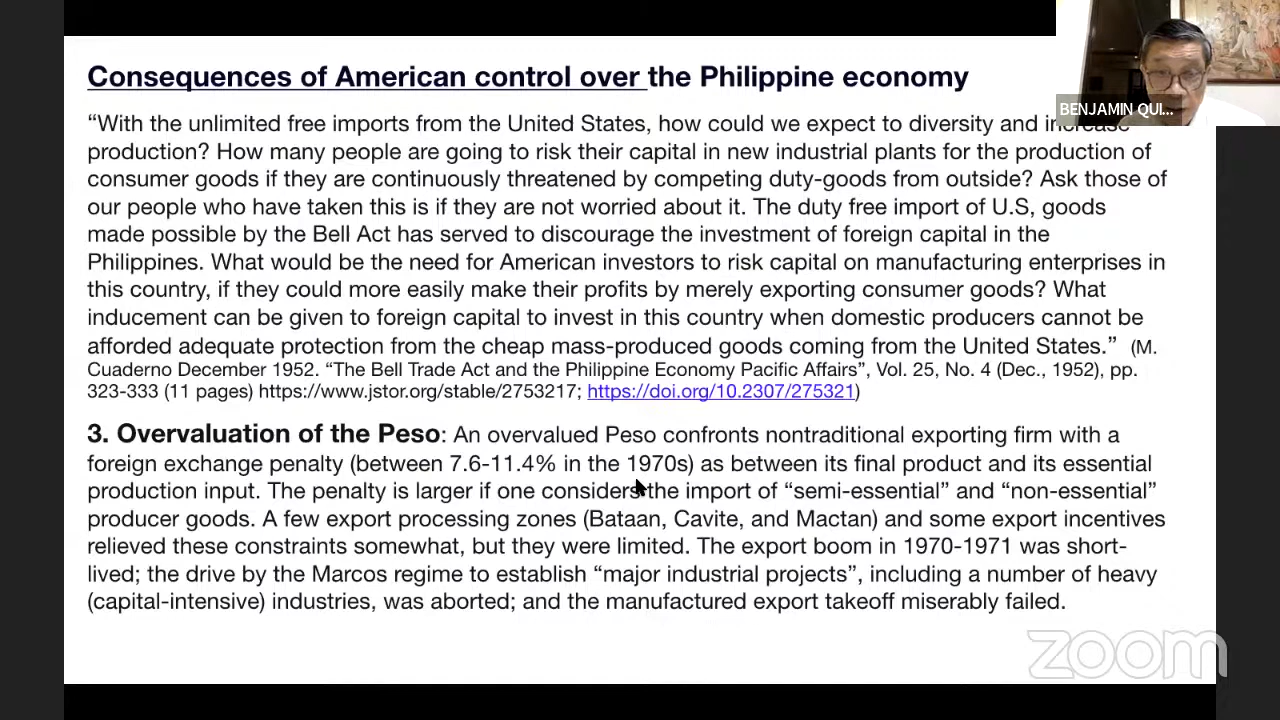 Consequences of American control over the Philippine economy
BENJAMIN QUI...
“With the unlimited free imports from the United States, how could we expect to diversity and increase
production? How many people are going to risk their capital in new industrial plants for the production of
consumer goods if they are continuously threatened by competing duty-goods from outside? Ask those of
our people who have taken this is if they are not worried about it. The duty free import of U.S, goods
made possible by the Bell Act has served to discourage the investment of foreign capital in the
Philippines. What would be the need for American investors to risk capital on manufacturing enterprises in
this country, if they could more easily make their profits by merely exporting consumer goods? What
inducement can be given to foreign capital to invest in this country when domestic producers cannot be
afforded adequate protection from the cheap mass-produced goods coming from the United States.” (M.
Cuaderno December 1952. “The Bell Trade Act and the Philippine Economy Pacific Affairs”, Vol. 25, No. 4 (Dec., 1952), pp.
323-333 (11 pages) https://www.jstor.org/stable/2753217; https://doi.org/10.2307/275321)
3. Overvaluation of the Peso: An overvalued Peso confronts nontraditional exporting firm with a
foreign exchange penalty (between 7.6-11.4% in the 1970s) as between its final product and its essential
production input. The penalty is larger if one considers the import of “semi-essential” and “non-essential”
producer goods. A few export processing zones (Bataan, Cavite, and Mactan) and some export incentives
relieved these constraints somewhat, but they were limited. The export boom in 1970-1971 was short-
lived; the drive by the Marcos regime to establish “major industrial projects”, including a number of heavy
(capital-intensive) industries, was aborted; and the manufactured export takeoff miserably failed.
zoom